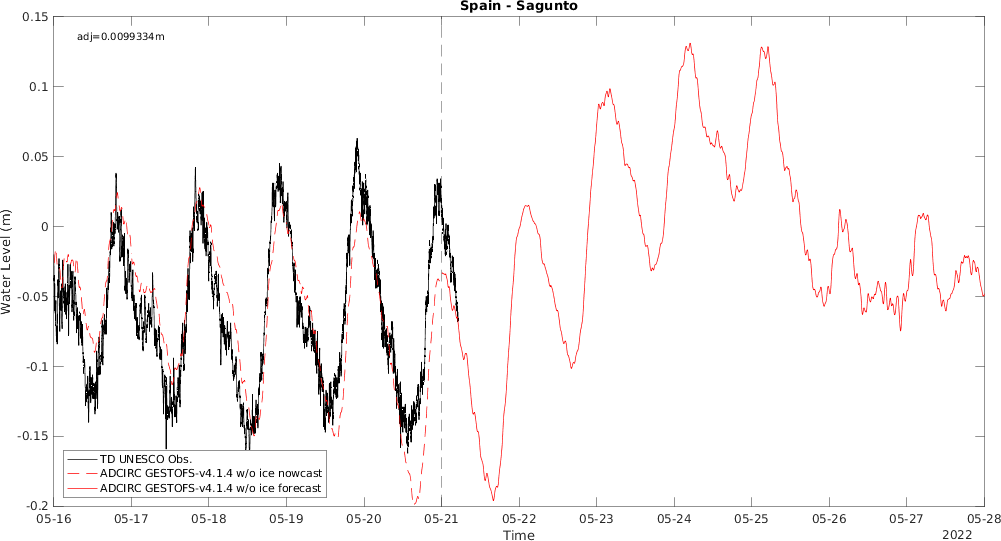 Spain - Sagunto
adj=0.0099334m
0.15
0.1
0.05
0
-0.05
-0.1
-0.15
-0.2
Water Level (m)
TD UNESCO Obs.
ADCIRC GESTOFS-v4.1.4 w/o ice nowcast
ADCIRC GESTOFS-v4.1.4 w/o ice forecast
05-16 05-17 05-18 05-19 05-20 05-21 05-22 05-23 05-24 05-25 05-26 05-27 05-28
Time
2022